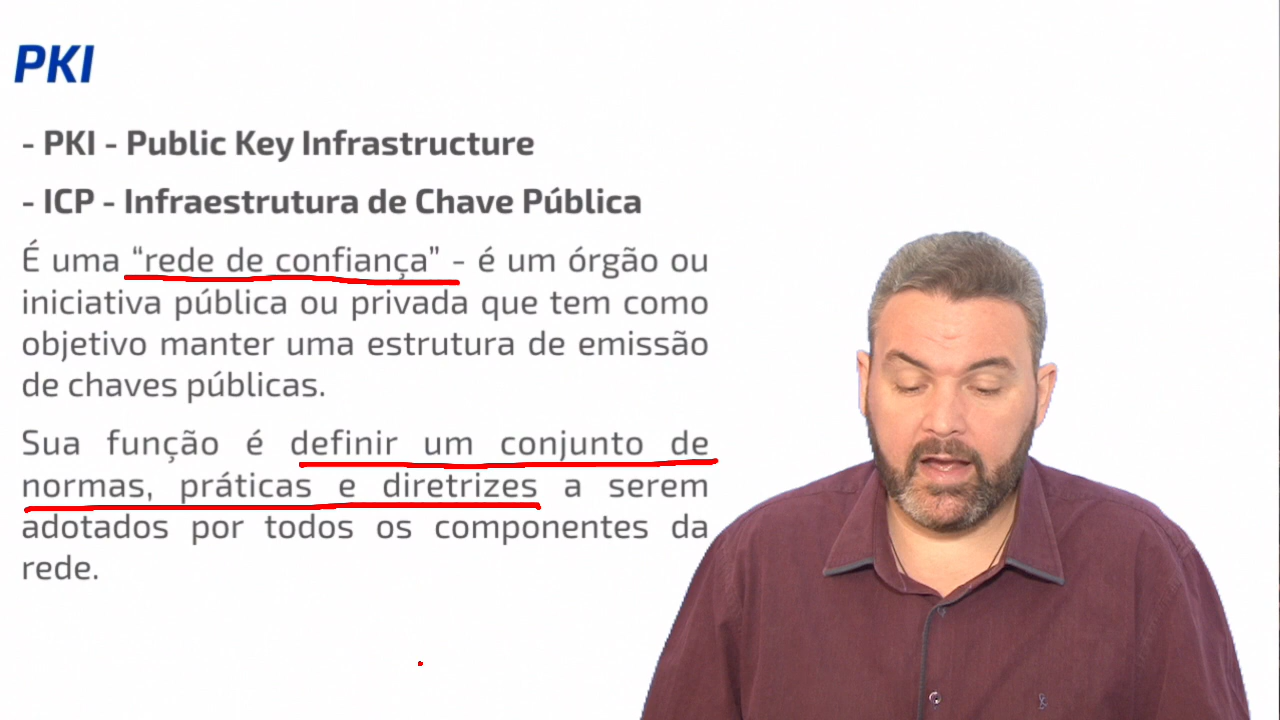 PKI
- PKI - Public Key Infrastructure
- ICP - Infraestrutura de Chave Pública
É uma “rede de confiança” - é um órgão ou
iniciativa pública ou privada que tem como
objetivo manter uma estrutura de emissão
de chaves públicas.
Sua função é definir um conjunto de
normas, práticas e diretrizes a serem
adotados por todos os componentes da
rede.